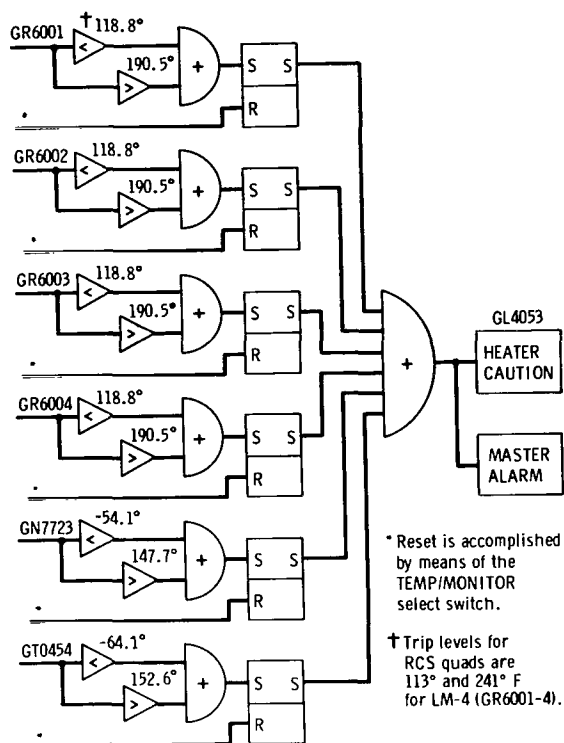 GR6001
† 118.8°
<
190.5°
>
+
S S
R
*
GR6002
118.8°
<
190.5°
>
+
S S
R
*
GR6003
118.8°
<
190.5°
>
+
S S
R
*
GR6004
118.8°
<
190.5°
>
+
S S
R
*
GN7723
-54.1°
<
147.7°
>
+
S S
R
*
GT0454
-64.1°
<
152.6°
>
+
S S
R
*
+
GL4053
HEATER
CAUTION
MASTER
ALARM
* Reset is accomplished
by means of the
TEMP/MONITOR
select switch.
† Trip levels for
RCS quads are
113° and 241° F
for LM-4 (GR6001-4).